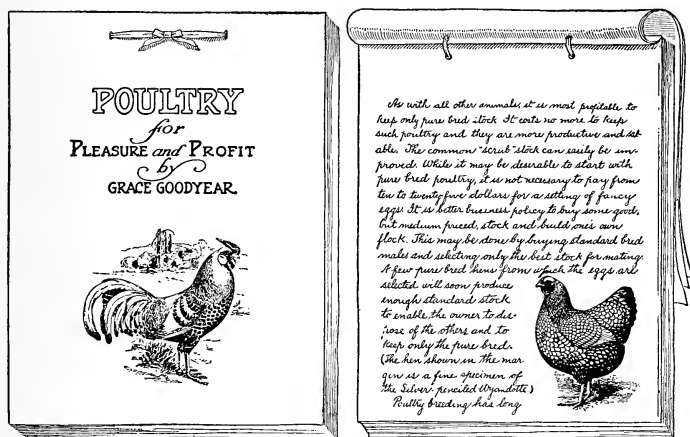 POULTRY
for
PLEASURE and PROFIT
by
GRACE GOODYEAR.
As with all other animals, it is most profitable to
keep only pure bred stock It costs no more to keep
such poultry and they are more productive and sal-
able. The common "scrub" stock can easily be im-
proved. While it may be desirable to start with
pure bred poultry, it is not necessary to pay from
ten to twenty five dollars for a setting of fancy
eggs. It is better business policy to buy some good,
but medium priced, stock and build one's own
flock. This may be done by buying standard bred
males and selecting only the best stock for mating.
A few pure bred hens from which the eggs are
selected will soon produce
enough standard stock
to enable the owner to dis-
pose of the others and to
keep only the pure bred.
(The hen shown in the mar
gin is a fine specimen of
the Silver-penciled Wyandotte)
Poultry breeding has long